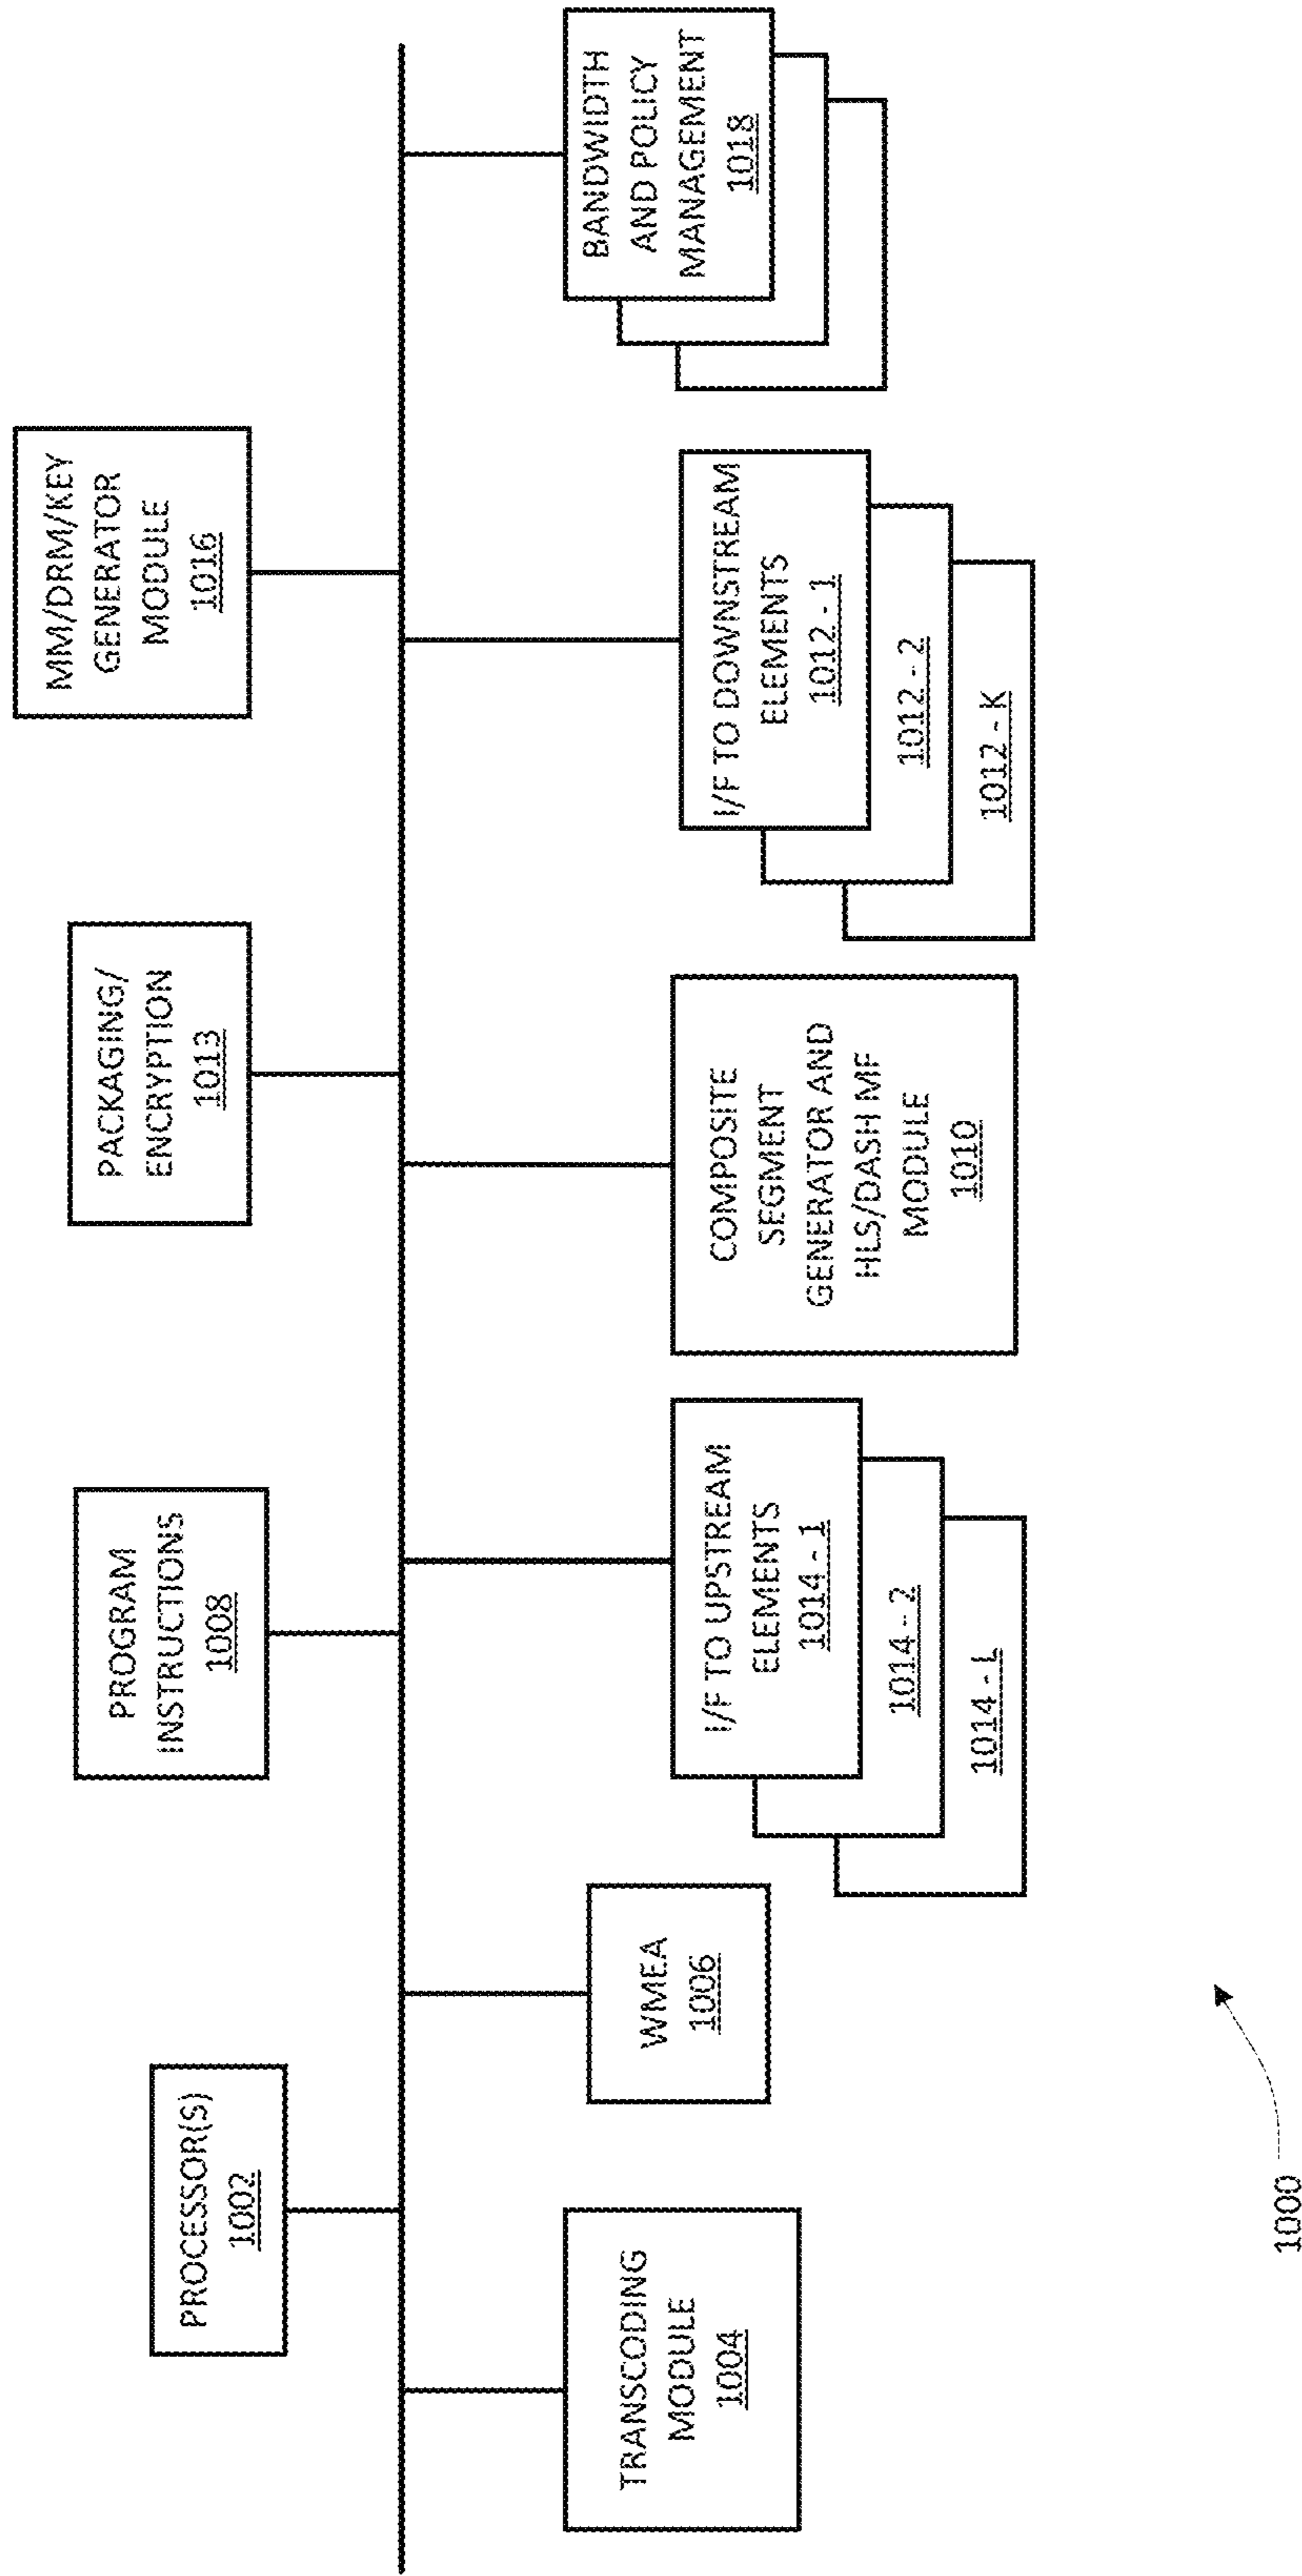 PROCESSOR(S)
1002
PROGRAM
INSTRUCTIONS
1008
PACKAGING/
ENCRYPTION
1013
MM/DRM/KEY
GENERATOR
MODULE
1016
TRANSCODING
MODULE
1004
WMEA
1006
I/F TO UPSTREAM
ELEMENTS
1014 - 1
1014 - 2
1014 - L
COMPOSITE
SEGMENT
GENERATOR AND
HLS/DASH MF
MODULE
1010
I/F TO DOWNSTREAM
ELEMENTS
1012 - 1
1012 - 2
1012 - K
BANDWIDTH
AND POLICY
MANAGEMENT
1018
1000